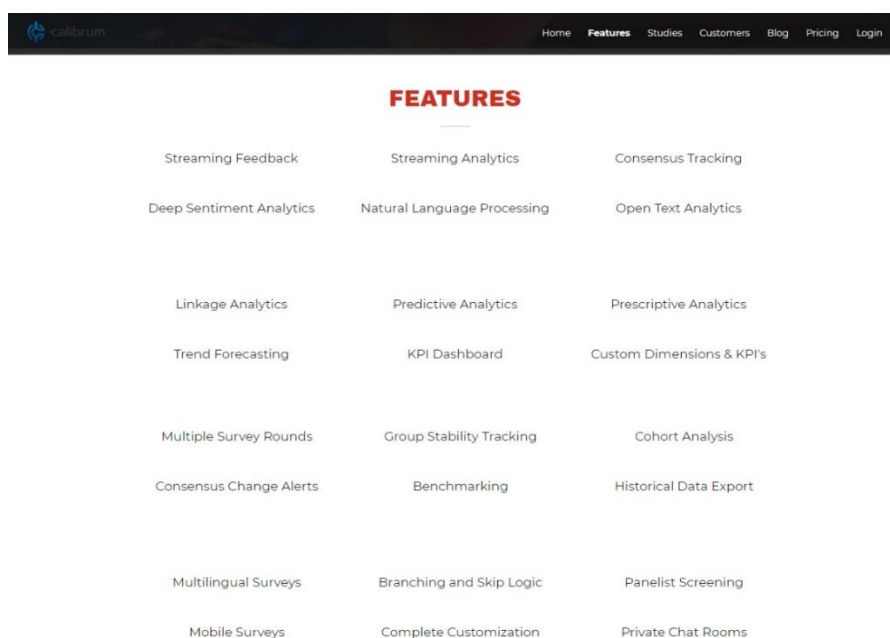 calibrum Home Features Studies Customers Blog Pricing Login
FEATURES
Streaming Feedback Streaming Analytics Consensus Tracking
Deep Sentiment Analytics Natural Language Processing Open Text Analytics
Linkage Analytics Predictive Analytics Prescriptive Analytics
Trend Forecasting KPI Dashboard Custom Dimensions & KPI's
Multiple Survey Rounds Group Stability Tracking Cohort Analysis
Consensus Change Alerts Benchmarking Historical Data Export
Multilingual Surveys Branching and Skip Logic Panelist Screening
Mobile Surveys Complete Customization Private Chat Rooms